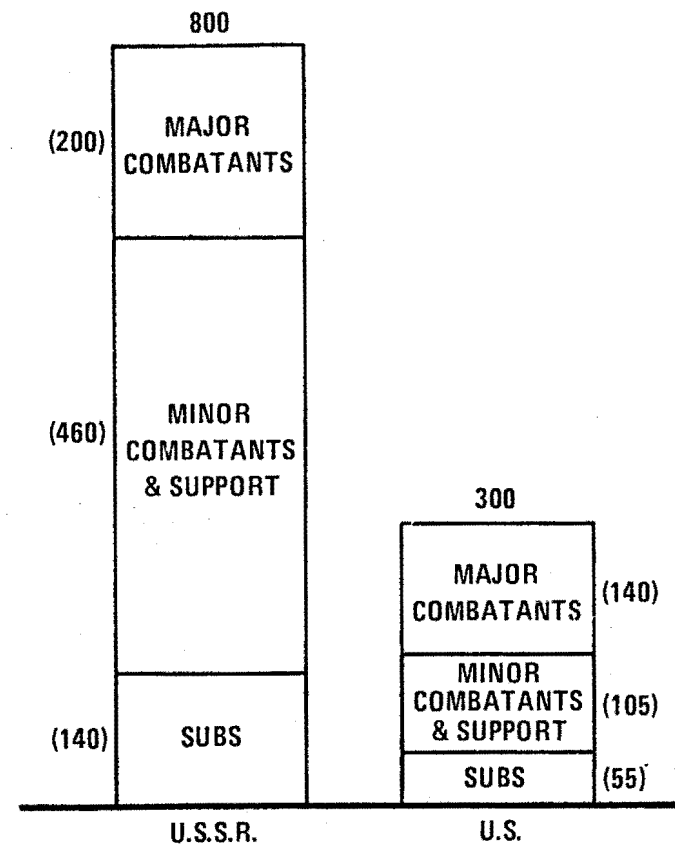 800
(200)
MAJOR
COMBATANTS
(460)
MINOR
COMBATANTS
& SUPPORT
(140)
SUBS
U.S.S.R.
300
MAJOR
COMBATANTS
(140)
MINOR
COMBATANTS
& SUPPORT
(105)
SUBS
(55)
U.S.